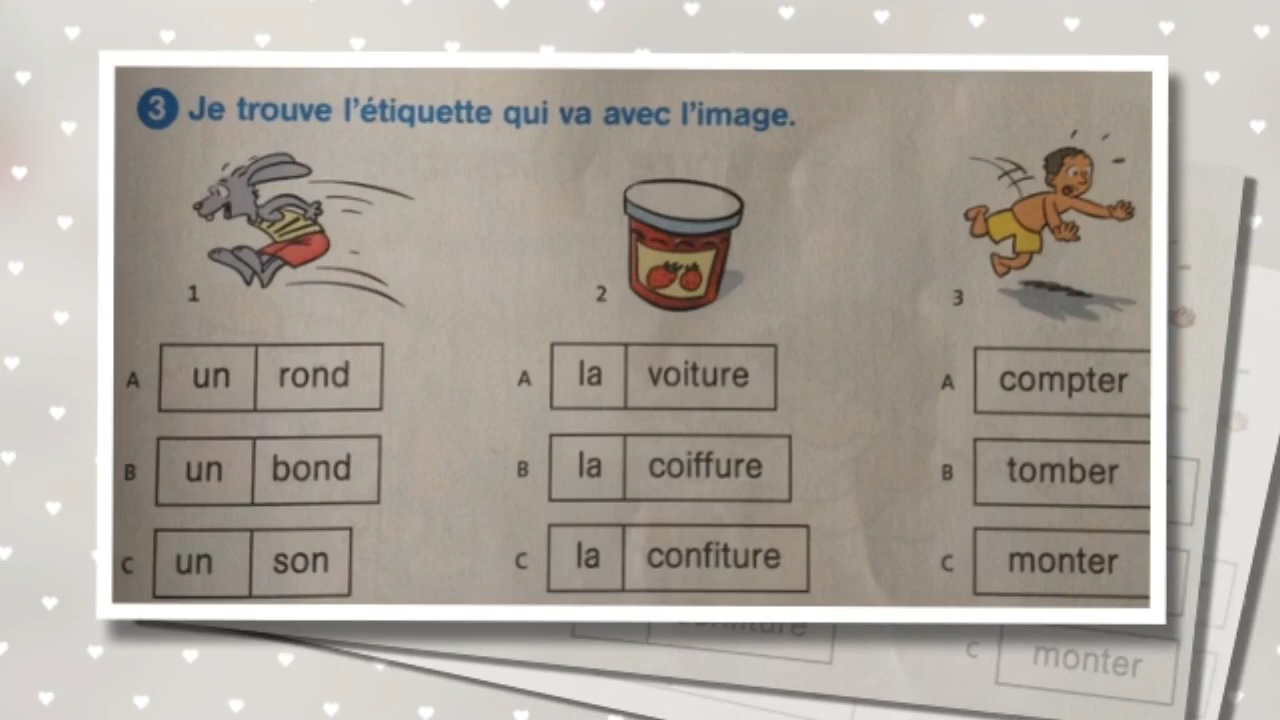 3 Je trouve l'étiquette qui va avec l'image.
1 2 3
A un rond A la voiture A compter
B un bond B la coiffure B tomber
C un son C la confiture C monter
C monter